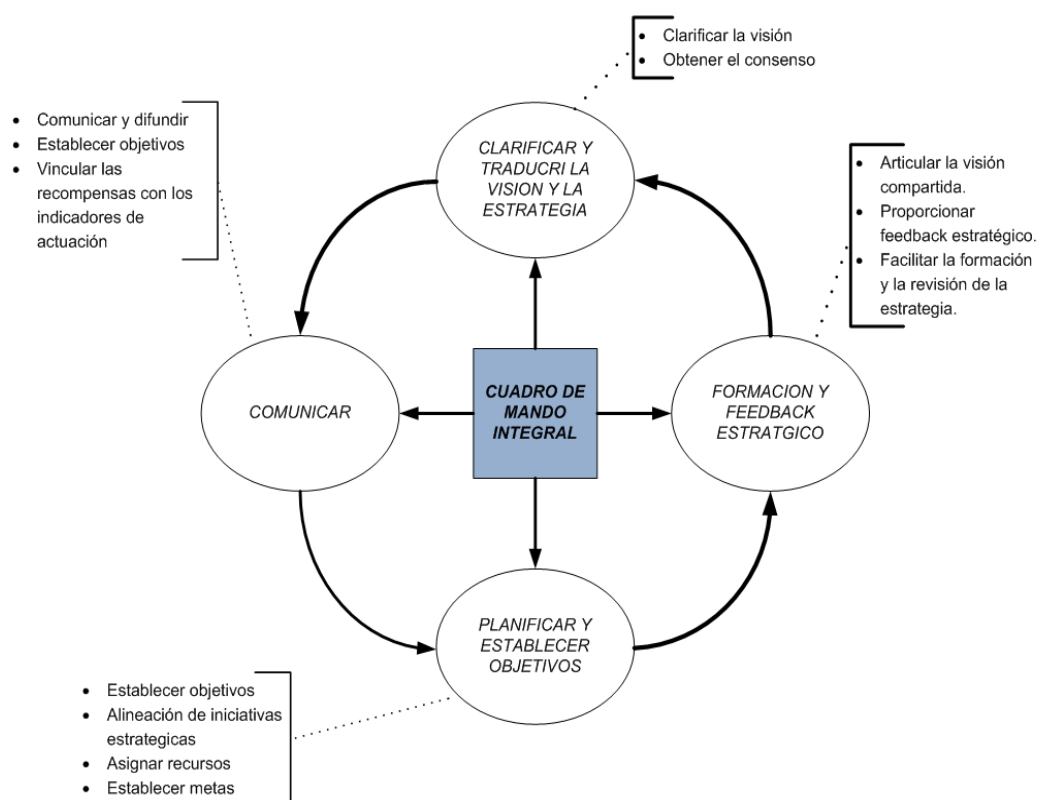 • Clarificar la visión
• Obtener el consenso
• Comunicar y difundir
• Establecer objetivos
• Vincular las
recompensas con los
indicadores de
actuación
CLARIFICAR Y
TRADUCRI LA
VISION Y LA
ESTRATEGIA
• Articular la visión
compartida.
• Proporcionar
feedback estratégico.
• Facilitar la formación
y la revisión de la
estrategia.
COMUNICAR
CUADRO DE
MANDO
INTEGRAL
FORMACION Y
FEEDBACK
ESTRATGICO
PLANIFICAR Y
ESTABLECER
OBJETIVOS
• Establecer objetivos
• Alineación de iniciativas
estrategicas
• Asignar recursos
• Establecer metas